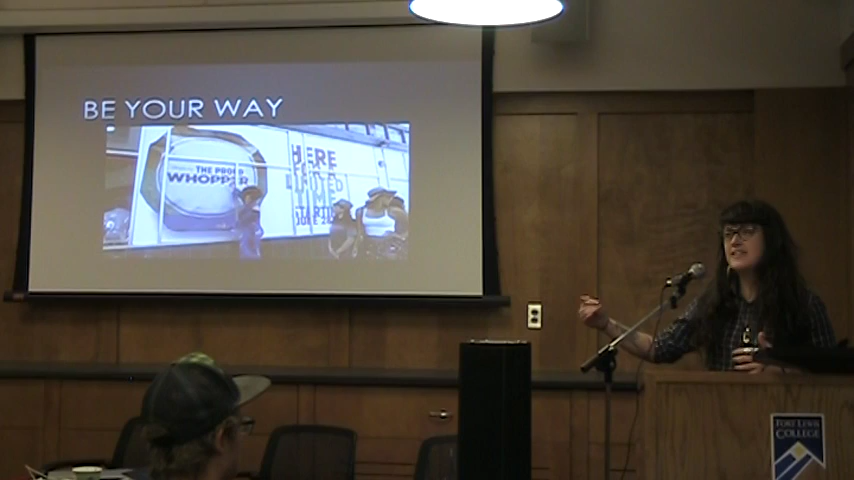 BE YOUR WAY
THE PROUD
WHOPPER
HERE
FOR A
LIMITED
TIME
FORT LEWIS
COLLEGE